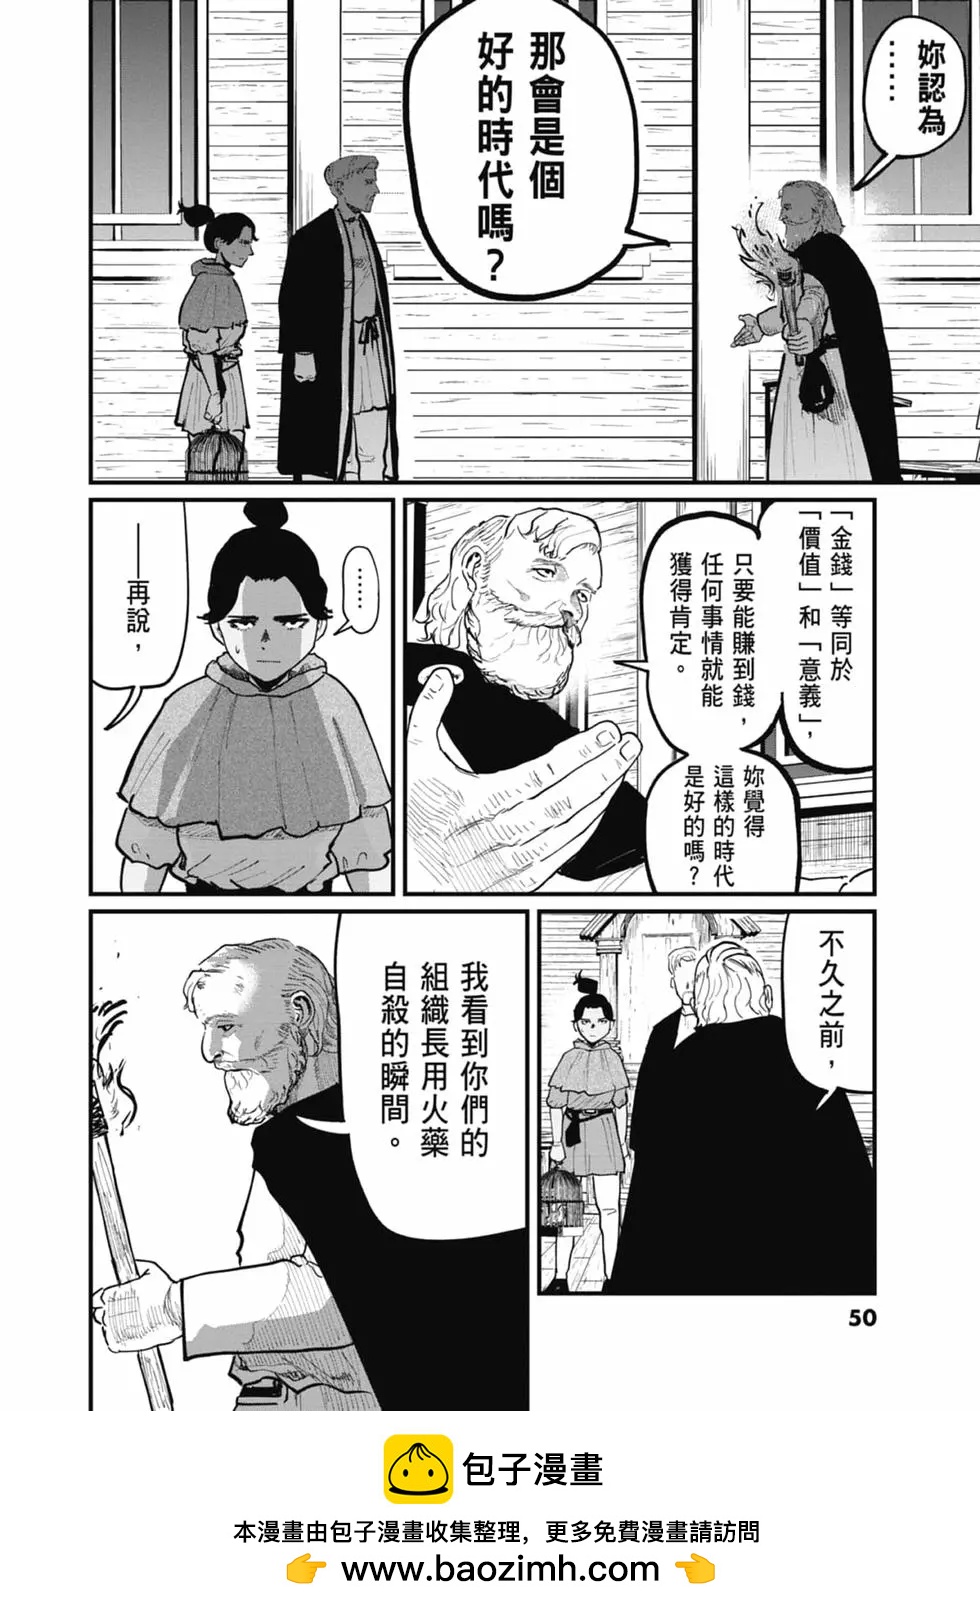 妳認為
……
那會是個
好的時代嗎?
「金錢」等同於
「價值」和「意義」,
只要能賺到錢,
任何事情就能
獲得肯定。
妳覺得
這樣的時代
是好的嗎?
……
──再說,
不久之前,
我看到你們的
組織長用火藥
自殺的瞬間。
50
包子漫畫
本漫畫由包子漫畫收集整理, 更多免費漫畫請訪問
👉 www.baozimh.com 👈